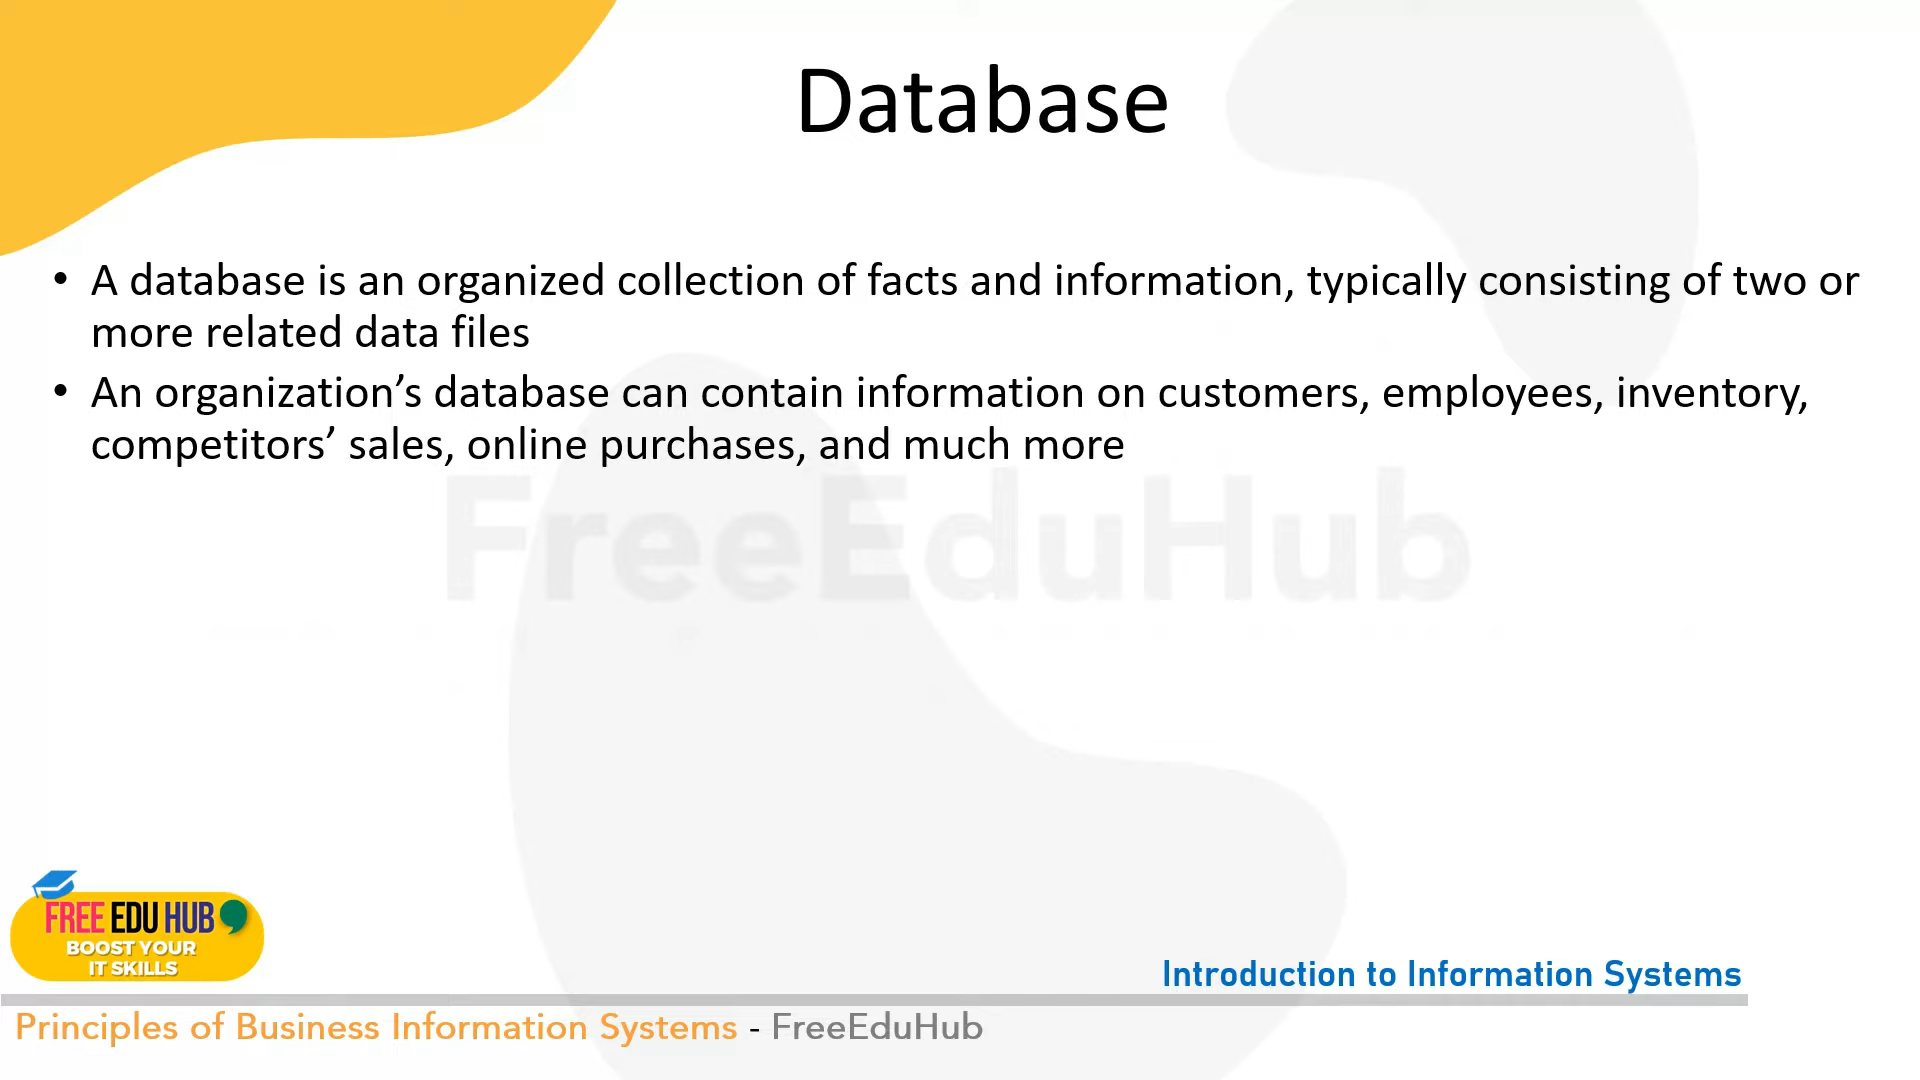 Database
• A database is an organized collection of facts and information, typically consisting of two or
more related data files
• An organization’s database can contain information on customers, employees, inventory,
competitors’ sales, online purchases, and much more
FreeEduHub
FREE EDU HUB
BOOST YOUR
IT SKILLS
Introduction to Information Systems
Principles of Business Information Systems - FreeEduHub